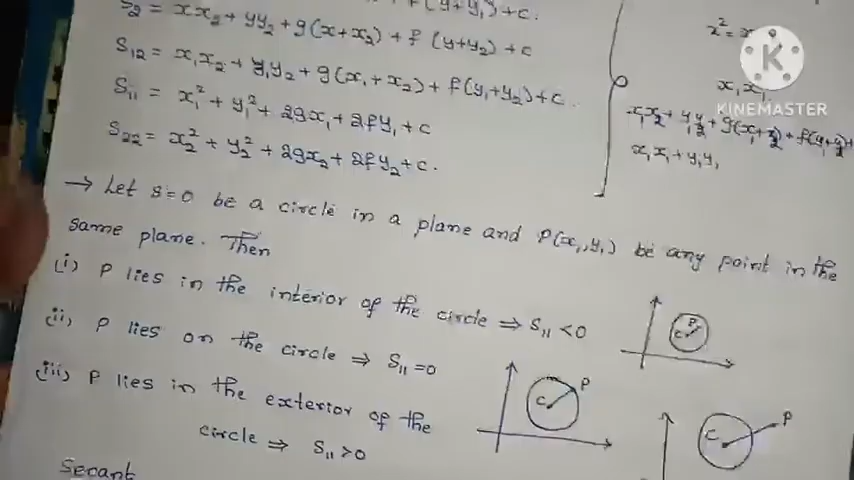 S₂ = xx₂ + yy₂ + g(x+x₂) + f(y+y₂) + c
S₁₂ = x₁x₂ + y₁y₂ + g(x₁+x₂) + f(y₁+y₂) + c.
S₁₁ = x₁² + y₁² + 2gx₁ + 2fy₁ + c
S₂₂ = x₂² + y₂² + 2gx₂ + 2fy₂ + c.
x² =
x₁x₁
x₁x₂ + y₁y₂ + g(x₁+x₂) + f(y₁+y₂)+
x₁x₁ + y₁y₁
K
KINEMASTER
→ Let S=0 be a circle in a plane and P(x₁,y₁) be any point in the
same plane. Then
(i) P lies in the interior of the circle ⇒ S₁₁ <0
(ii) P lies on the circle ⇒ S₁₁ =0
(iii) P lies in the exterior of the
circle ⇒ S₁₁ >0
C P
C P
C P
Secant